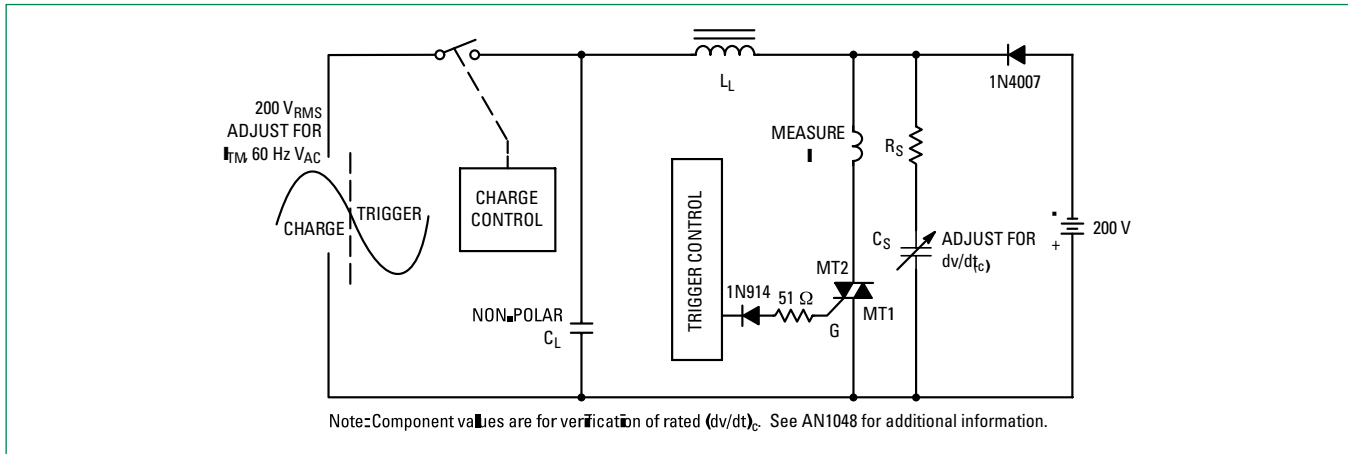 200 VRMS
ADJUST FOR
ITM, 60 Hz VAC
CHARGE
TRIGGER
CHARGE
CONTROL
NON-POLAR
CL
LL
TRIGGER CONTROL
1N914
51 Ω
MEASURE
I
MT2
MT1
G
RS
CS
ADJUST FOR
dv/dt(c)
1N4007
-
+
200 V
Note: Component values are for verification of rated (dv/dt)c. See AN1048 for additional information.